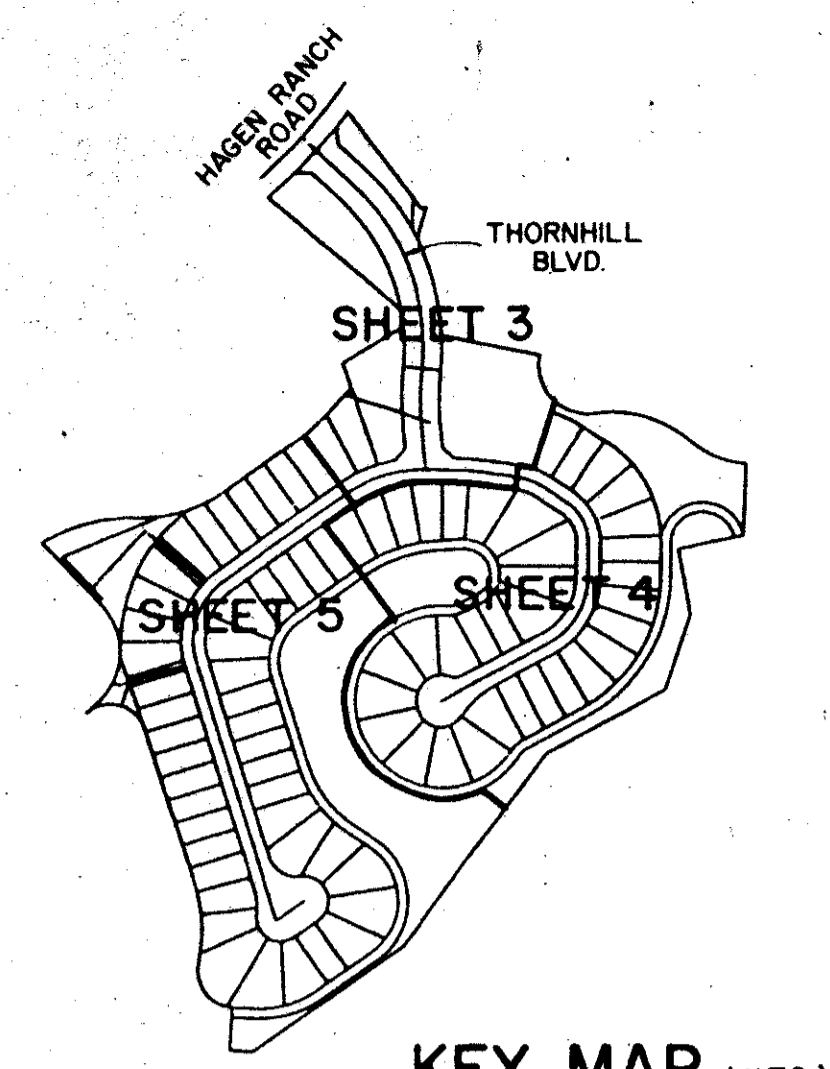 HAGEN RANCH
ROAD
THORNHILL
BLVD.
SHEET 3
SHEET 4
SHEET 5
KEY MAP